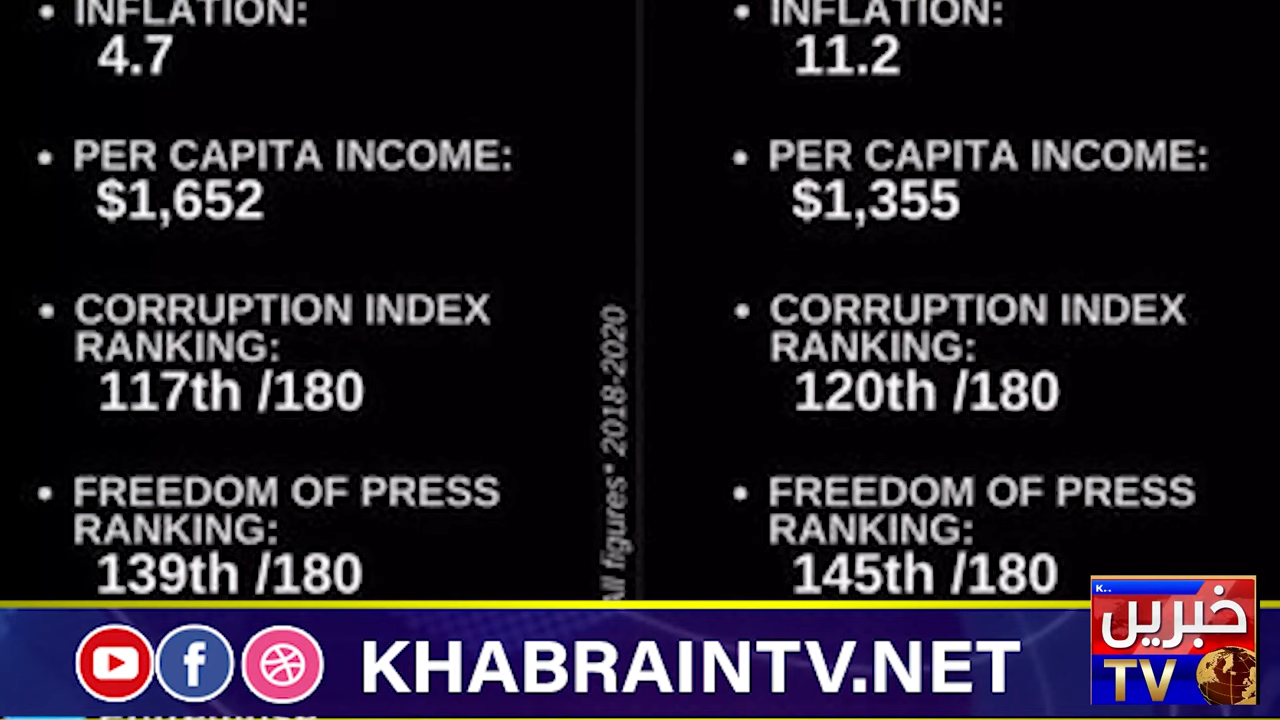 INFLATION:
4.7
PER CAPITA INCOME:
$1,652
CORRUPTION INDEX
RANKING:
117th /180
FREEDOM OF PRESS
RANKING:
139th /180
All figures* 2018-2020
INFLATION:
11.2
PER CAPITA INCOME:
$1,355
CORRUPTION INDEX
RANKING:
120th /180
FREEDOM OF PRESS
RANKING:
145th /180
KHABRAINTV.NET
K..
خبریں
TV